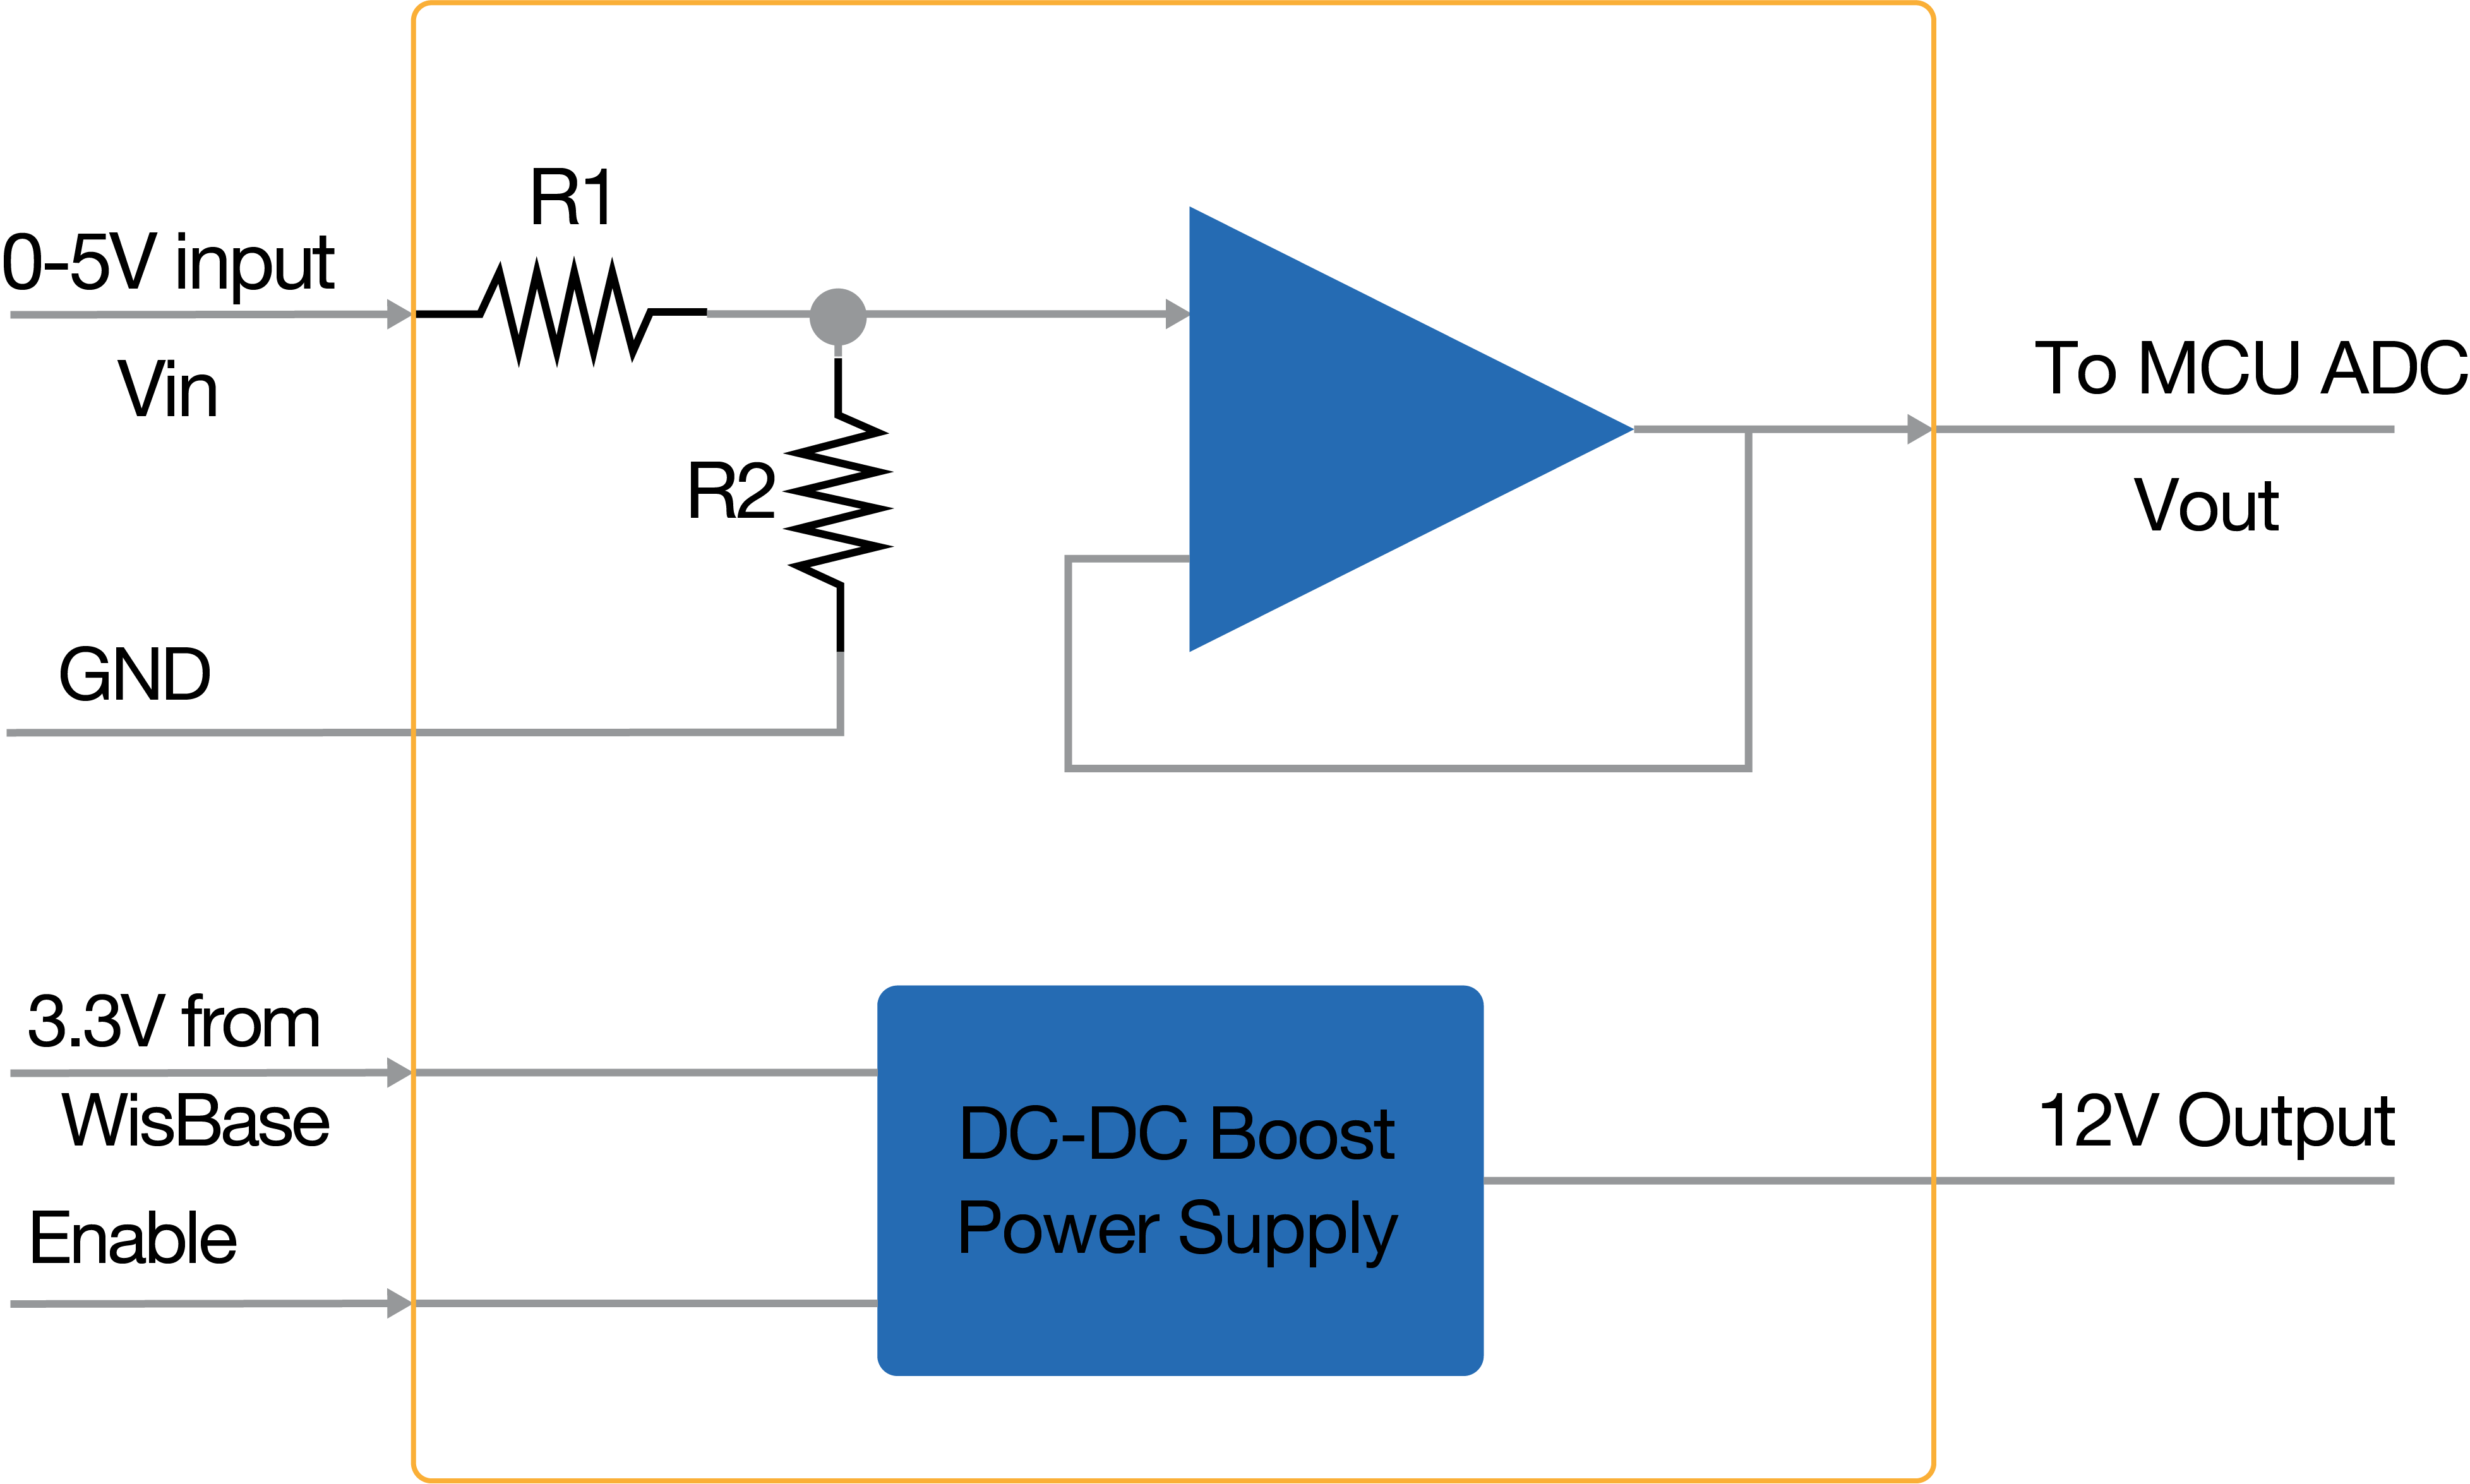 R1
0-5V input
Vin
R2
To MCU ADC
Vout
GND
3.3V from
WisBase
Enable
DC-DC Boost
Power Supply
12V Output